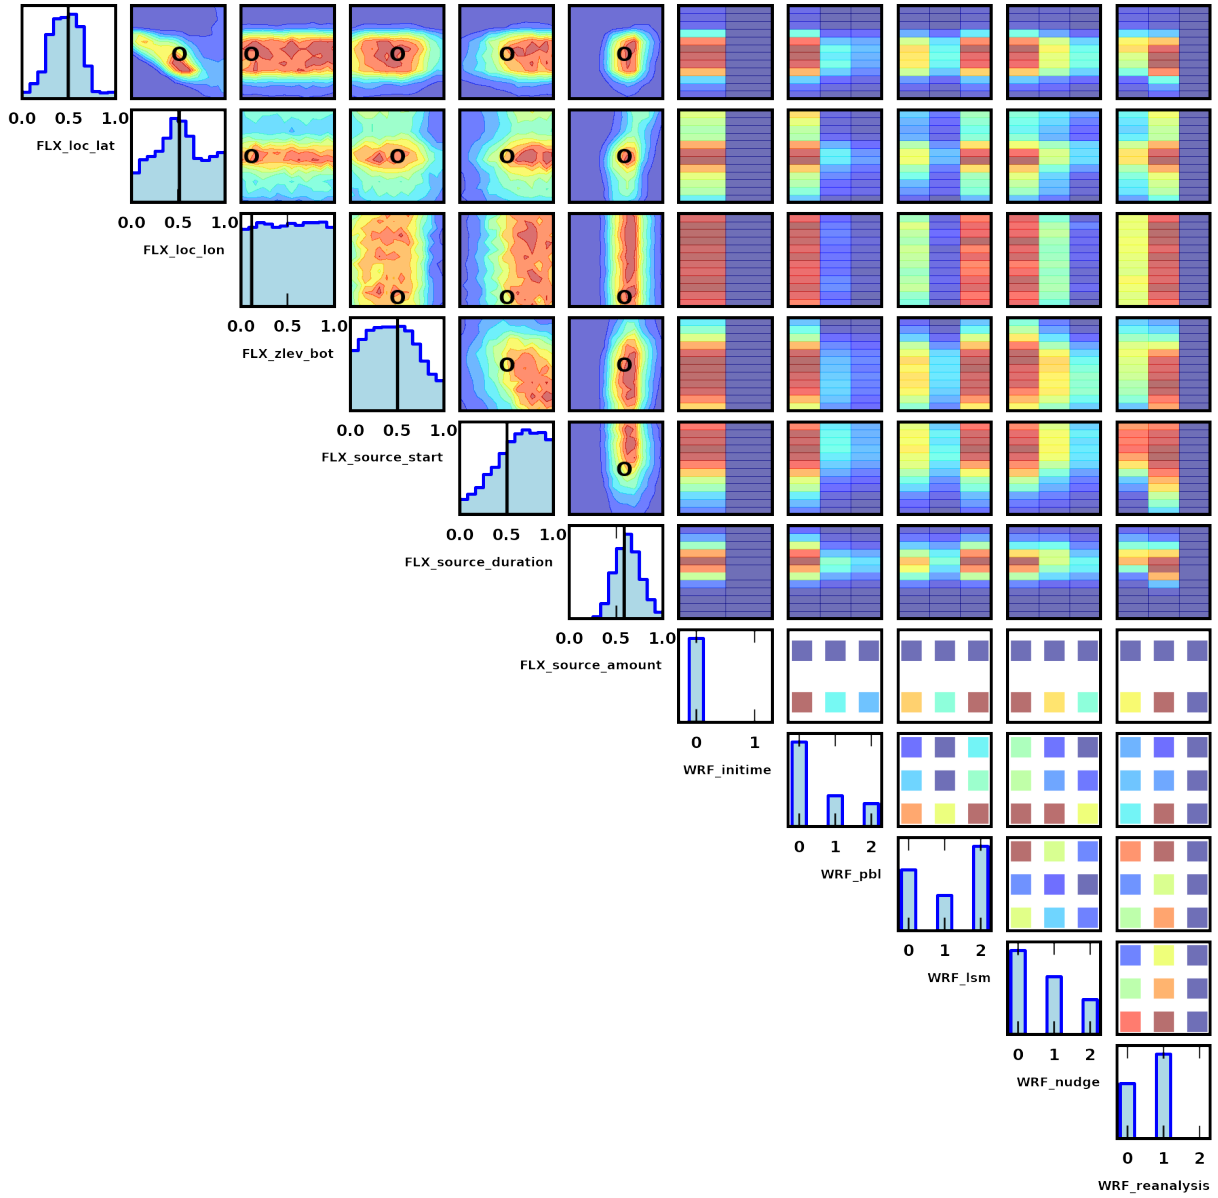 0.0 0.5 1.0
FLX_loc_lat
0.0 0.5 1.0
FLX_loc_lon
0.0 0.5 1.0
FLX_zlev_bot
0.0 0.5 1.0
FLX_source_start
0.0 0.5 1.0
FLX_source_duration
0.0 0.5 1.0
FLX_source_amount
0 1
WRF_initime
0 1 2
WRF_pbl
0 1 2
WRF_lsm
0 1 2
WRF_nudge
0 1 2
WRF_reanalysis